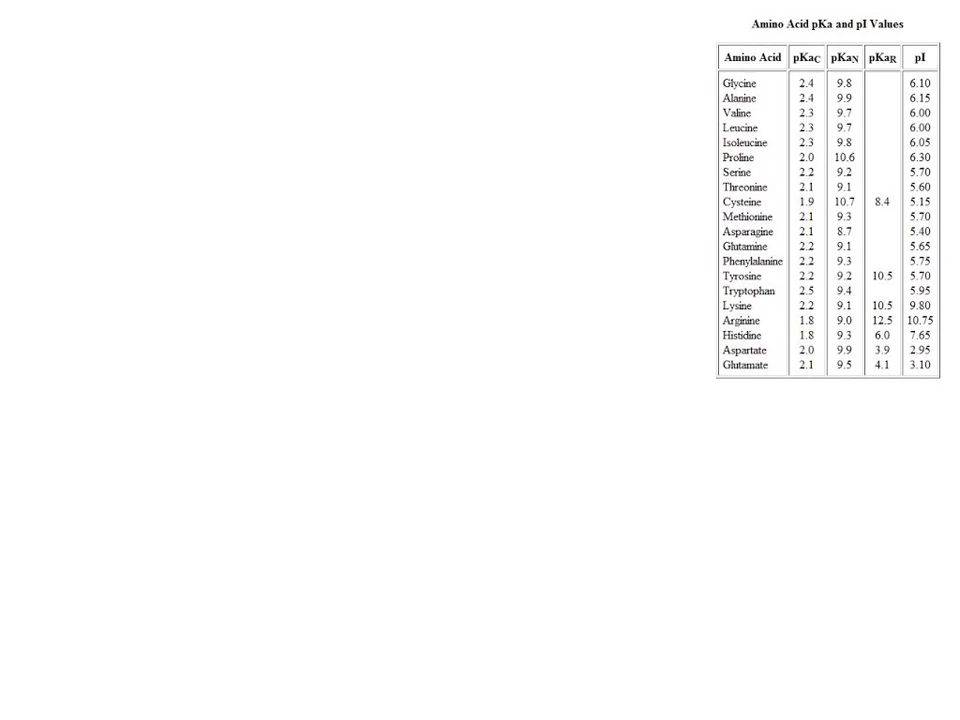 Amino Acid pKa and pI Values
Amino Acid pKaC pKaN pKaR pI
Glycine 2.4 9.8 6.10
Alanine 2.4 9.9 6.15
Valine 2.3 9.7 6.00
Leucine 2.3 9.7 6.00
Isoleucine 2.3 9.8 6.05
Proline 2.0 10.6 6.30
Serine 2.2 9.2 5.70
Threonine 2.1 9.1 5.60
Cysteine 1.9 10.7 8.4 5.15
Methionine 2.1 9.3 5.70
Asparagine 2.1 8.7 5.40
Glutamine 2.2 9.1 5.65
Phenylalanine 2.2 9.3 5.75
Tyrosine 2.2 9.2 10.5 5.70
Tryptophan 2.5 9.4 5.95
Lysine 2.2 9.1 10.5 9.80
Arginine 1.8 9.0 12.5 10.75
Histidine 1.8 9.3 6.0 7.65
Aspartate 2.0 9.9 3.9 2.95
Glutamate 2.1 9.5 4.1 3.10